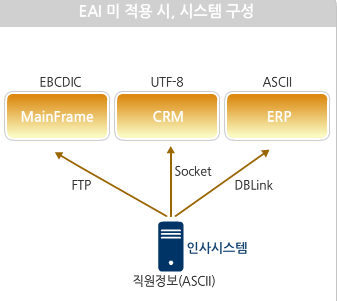 EAI 미 적용 시, 시스템 구성
EBCDIC UTF-8 ASCII
MainFrame CRM ERP
FTP Socket DBLink
인사시스템
직원정보(ASCII)